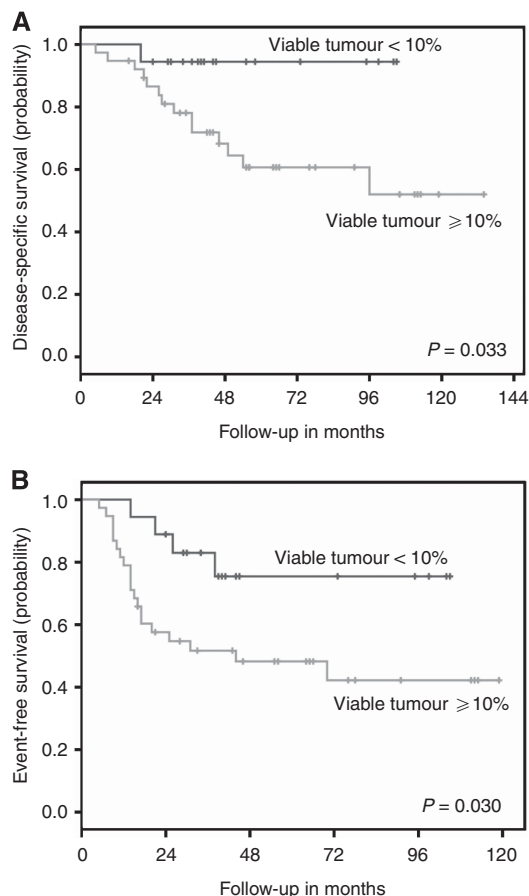 A
Disease-specific survival (probability)
1.0
0.8
0.6
0.4
0.2
0.0
Viable tumour < 10%
Viable tumour ⩾ 10%
P = 0.033
0 24 48 72 96 120 144
Follow-up in months
B
Event-free survival (probability)
1.0
0.8
0.6
0.4
0.2
0.0
Viable tumour < 10%
Viable tumour ⩾ 10%
P = 0.030
0 24 48 72 96 120
Follow-up in months